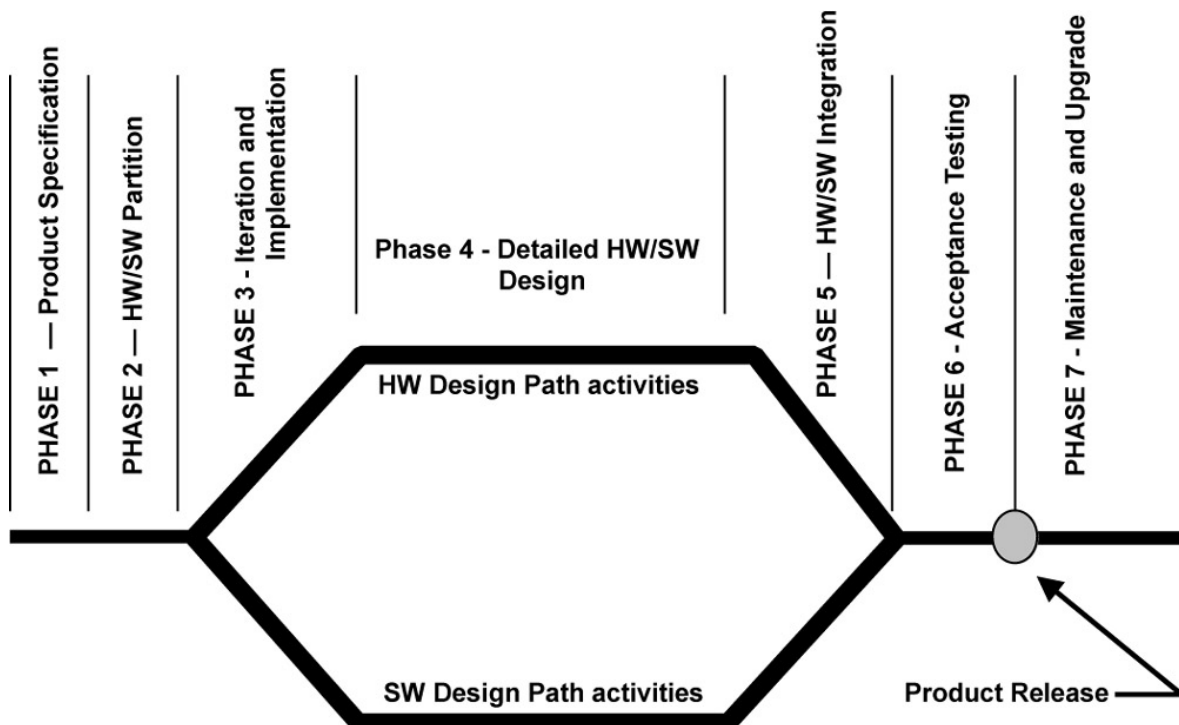 PHASE 1 — Product Specification
PHASE 2 — HW/SW Partition
PHASE 3 - Iteration and
Implementation
Phase 4 - Detailed HW/SW
Design
PHASE 5 — HW/SW Integration
PHASE 6 - Acceptance Testing
PHASE 7 - Maintenance and Upgrade
HW Design Path activities
SW Design Path activities
Product Release